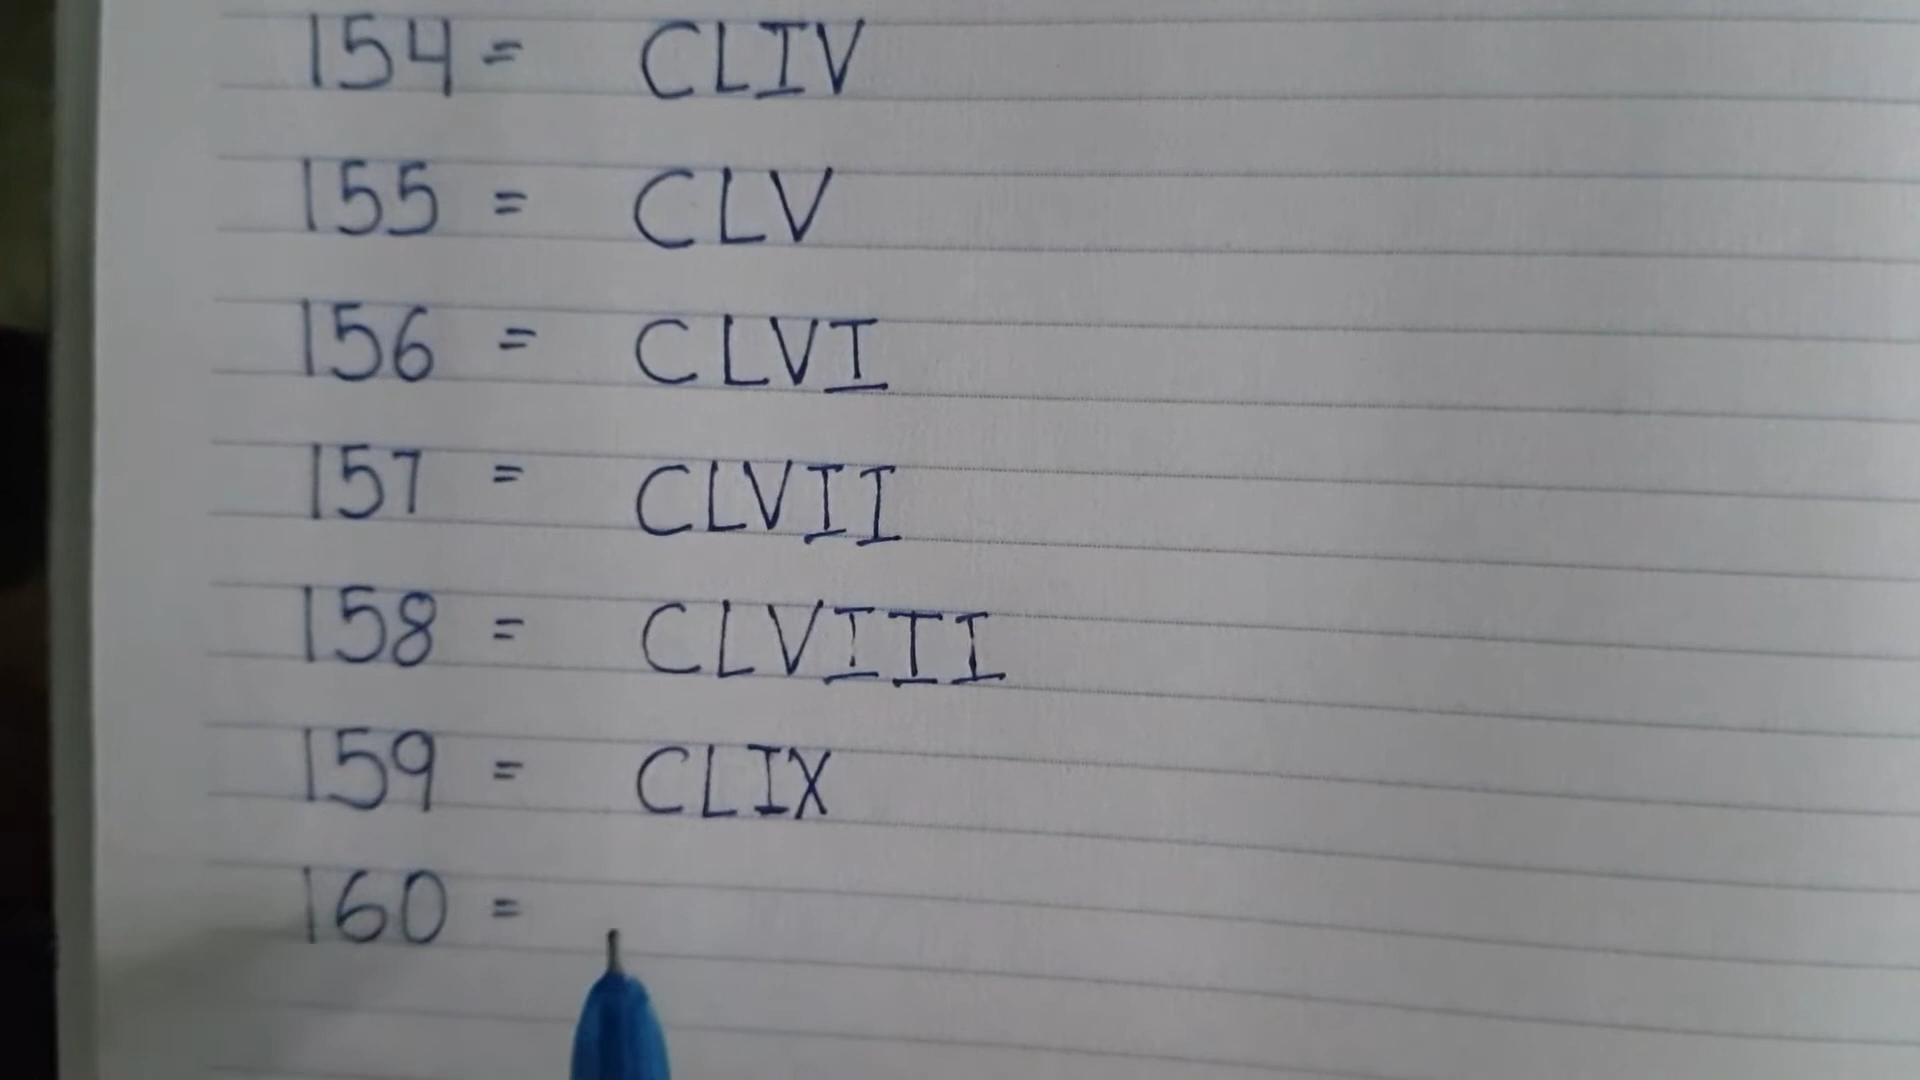 154 = CLIV
155 = CLV
156 = CLVI
157 = CLVII
158 = CLVIII
159 = CLIX
160 =